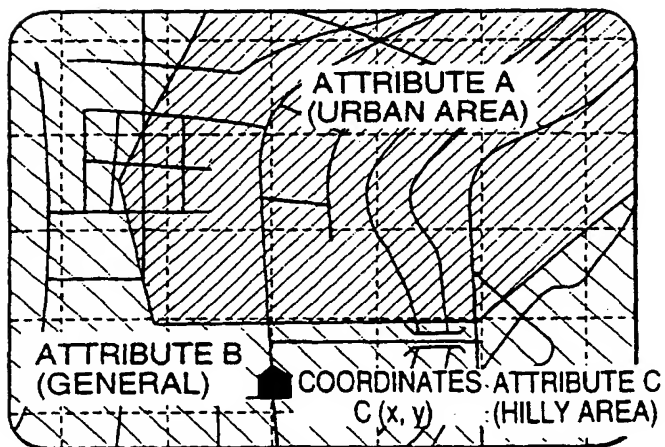 ATTRIBUTE A
(URBAN AREA)
ATTRIBUTE B
(GENERAL)
COORDINATES
C (x, y)
ATTRIBUTE C
(HILLY AREA)